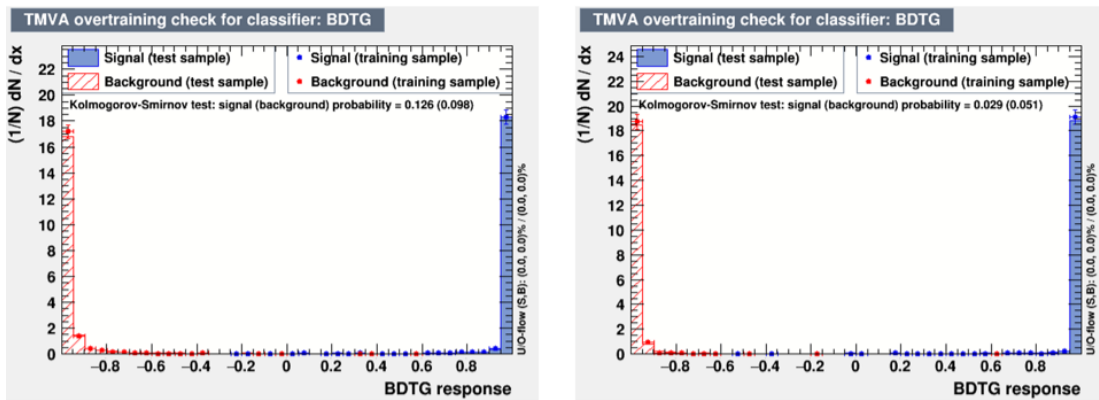 TMVA overtraining check for classifier: BDTG
(1/N) dN / dx
Signal (test sample)
Signal (training sample)
Background (test sample)
Background (training sample)
Kolmogorov-Smirnov test: signal (background) probability = 0.126 (0.098)
22
20
18
16
14
12
10
8
6
4
2
0
−0.8 −0.6 −0.4 −0.2 0 0.2 0.4 0.6 0.8
BDTG response
U/O-flow (S,B): (0.0, 0.0)% / (0.0, 0.0)%
TMVA overtraining check for classifier: BDTG
(1/N) dN / dx
Signal (test sample)
Signal (training sample)
Background (test sample)
Background (training sample)
Kolmogorov-Smirnov test: signal (background) probability = 0.029 (0.051)
24
22
20
18
16
14
12
10
8
6
4
2
0
−0.8 −0.6 −0.4 −0.2 0 0.2 0.4 0.6 0.8
BDTG response
U/O-flow (S,B): (0.0, 0.0)% / (0.0, 0.0)%